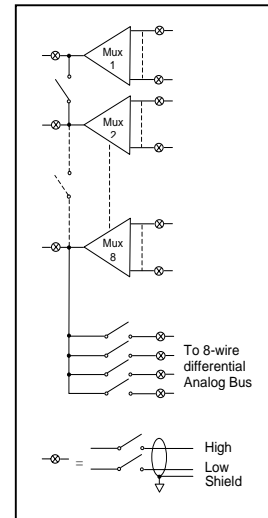 Mux
1
Mux
2
Mux
8
To 8-wire
differential
Analog Bus
=
High
Low
Shield